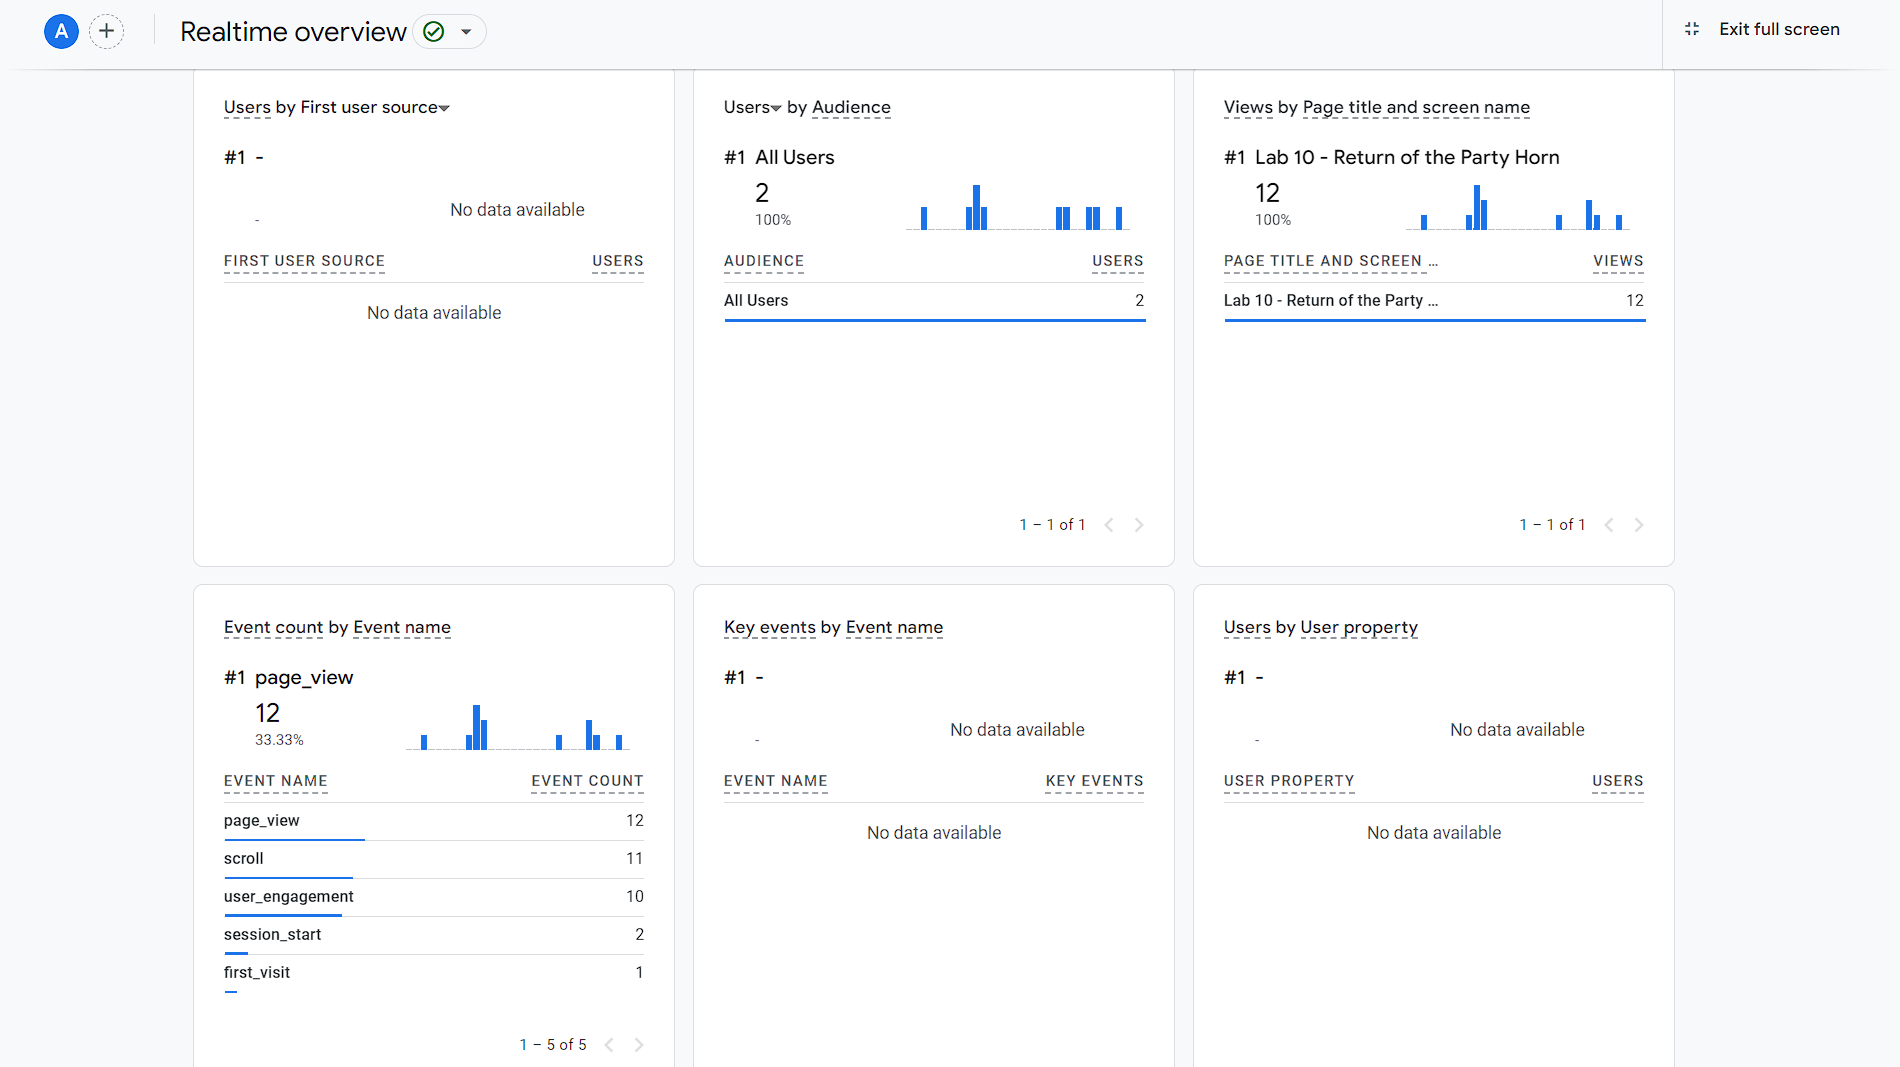 A
Realtime overview
Exit full screen
Users by First user source
#1 -
-
No data available
FIRST USER SOURCE USERS
No data available
Users by Audience
#1 All Users
2
100%
AUDIENCE USERS
All Users 2
1 – 1 of 1
Views by Page title and screen name
#1 Lab 10 - Return of the Party Horn
12
100%
PAGE TITLE AND SCREEN … VIEWS
Lab 10 - Return of the Party … 12
1 – 1 of 1
Event count by Event name
#1 page_view
12
33.33%
EVENT NAME EVENT COUNT
page_view 12
scroll 11
user_engagement 10
session_start 2
first_visit 1
1 – 5 of 5
Key events by Event name
#1 -
-
No data available
EVENT NAME KEY EVENTS
No data available
Users by User property
#1 -
-
No data available
USER PROPERTY USERS
No data available